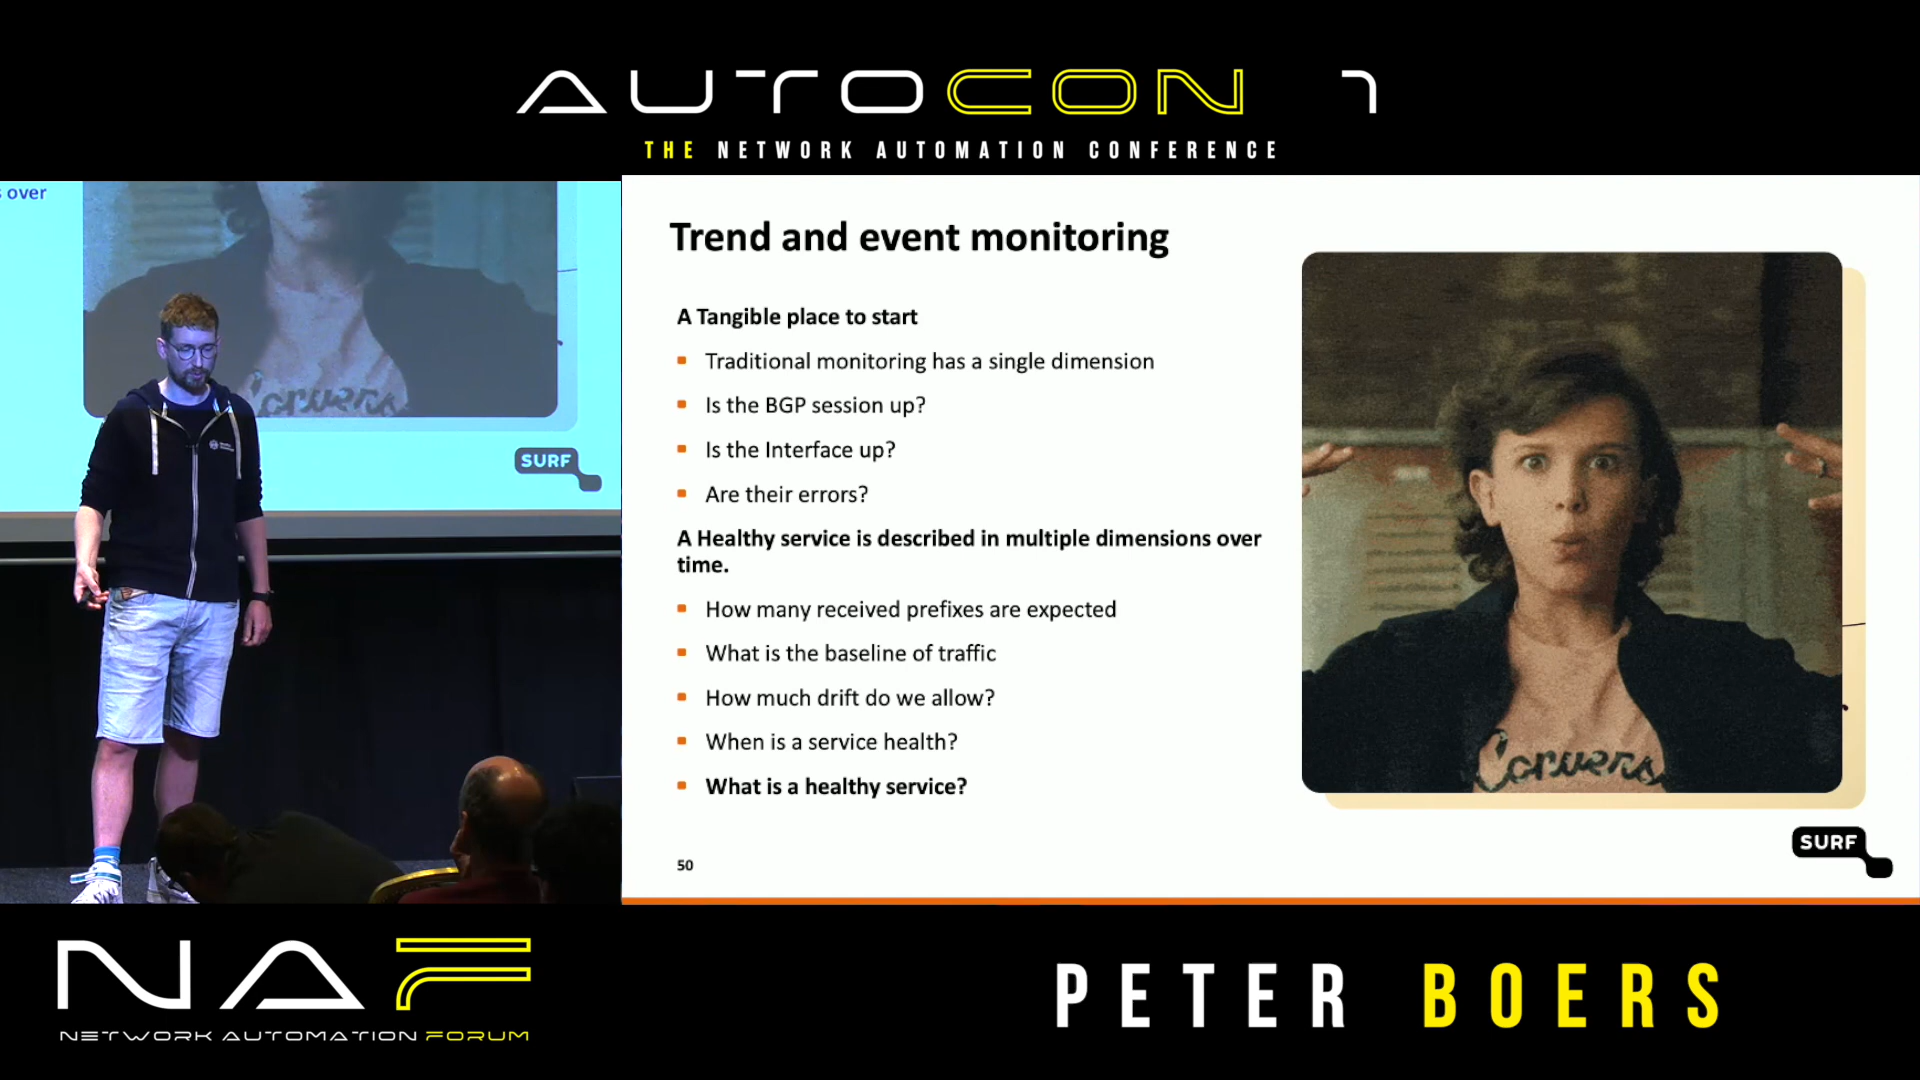 AUTOCON 1
THE NETWORK AUTOMATION CONFERENCE
s over
Converse
SURF
Trend and event monitoring
A Tangible place to start
Traditional monitoring has a single dimension
Is the BGP session up?
Is the Interface up?
Are their errors?
A Healthy service is described in multiple dimensions over
time.
How many received prefixes are expected
What is the baseline of traffic
How much drift do we allow?
When is a service health?
What is a healthy service?
50
Converse
SURF
NAF
NETWORK AUTOMATION FORUM
PETER BOERS